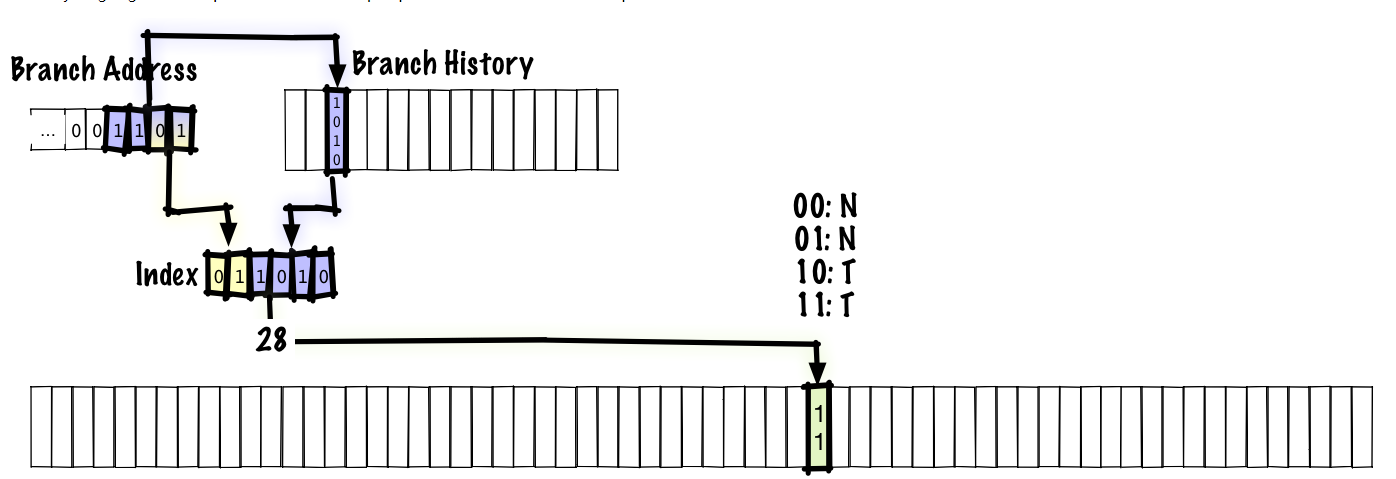 Branch Address
Branch History
... 0 0 1 1 0 1
1
0
1
0
Index 0 1 1 0 1 0
28
00: N
01: N
10: T
11: T
1
1